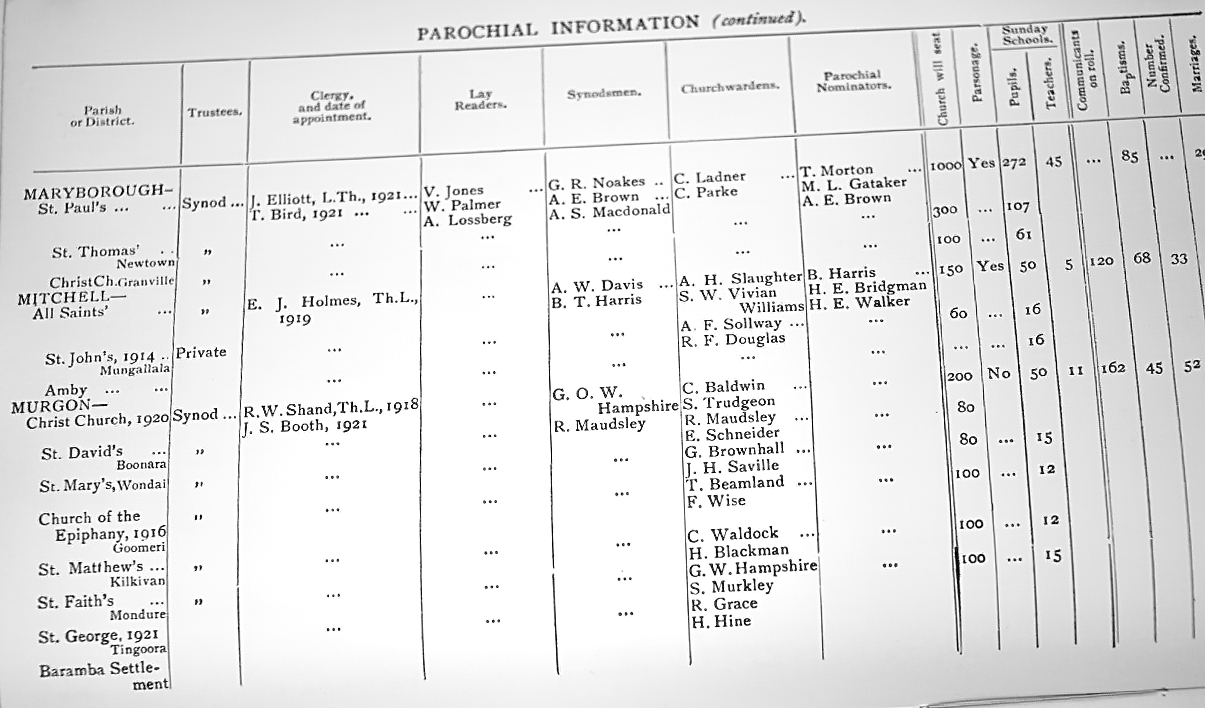 PAROCHIAL INFORMATION (continued).
Parish or District. Trustees. Clergy, and date of appointment. Lay Readers. Synodsmen. Churchwardens. Parochial Nominators. Church will seat Parsonage. Sunday Schools. Pupils. Teachers. Communicants on roll. Baptisms. Number Confirmed. Marriages.
MARYBOROUGH—
St. Paul's ... ... Synod ... J. Elliott, L.Th., 1921... V. Jones ... G. R. Noakes .. C. Ladner ... T. Morton ... 1000 Yes 272 45 ... 85 ...
T. Bird, 1921 ... ... W. Palmer A. E. Brown ... C. Parke M. L. Gataker
A. Lossberg A. S. Macdonald A. E. Brown
St. Thomas' .. „ ... ... ... ... ... 300 ... 107
Newtown
Christ Ch. Granville „ ... ... ... ... ... 100 ... 61
MITCHELL—
All Saints' ... „ E. J. Holmes, Th.L., ... A. W. Davis ... A. H. Slaughter B. Harris ... 150 Yes 50 5 120 68 33
1919 B. T. Harris S. W. Vivian H. E. Bridgman
Williams H. E. Walker
St. John's, 1914 .. Private ... ... A. F. Sollway ... ... 60 ... 16
Mungallala R. F. Douglas
Amby ... ... ... ... ... ... ... ... 16
MURGON—
Christ Church, 1920 Synod ... R.W. Shand, Th.L., 1918 ... G. O. W. C. Baldwin ... ... 200 No 50 11 162 45 52
J. S. Booth, 1921 Hampshire S. Trudgeon
R. Maudsley
St. David's ... „ ... ... R. Maudsley ... ... 80
Boonara E. Schneider
St. Mary's, Wondai „ ... ... ... G. Brownhall ... ... 80 ... 15
J. H. Saville
Church of the „ ... ... ... T. Beamland ... ... 100 ... 12
Epiphany, 1916 F. Wise
Goomeri
St. Matthew's ... „ ... ... ... C. Waldock ... ... 100 ... 12
Kilkivan H. Blackman
St. Faith's ... „ ... ... ... G. W. Hampshire ... 100 ... 15
Mondure S. Murkley
St. George, 1921 ... ... ... R. Grace
Tingoora H. Hine
Baramba Settle-
ment